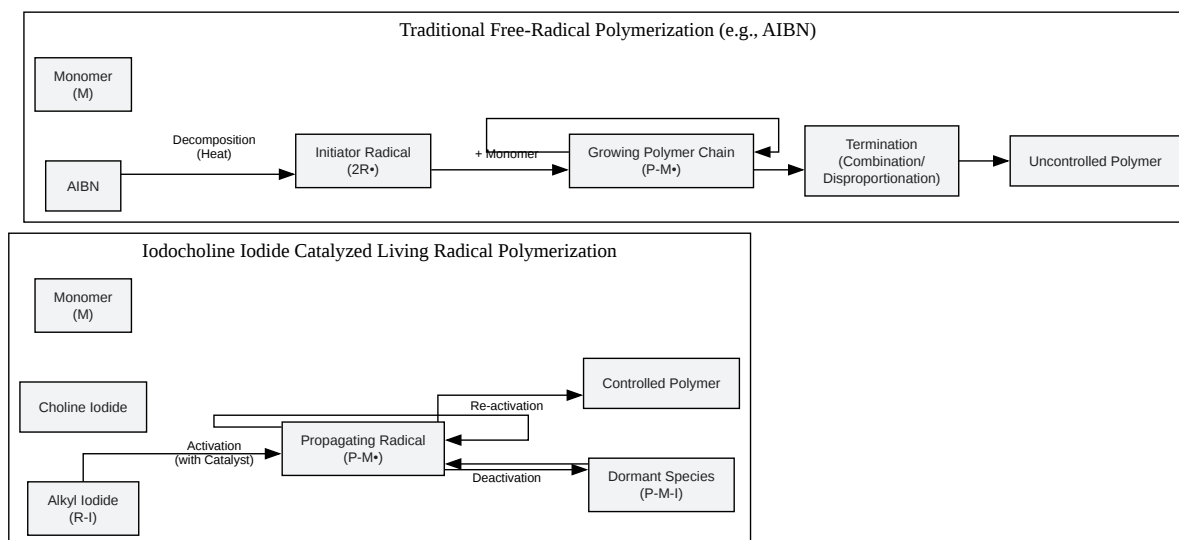 Traditional Free-Radical Polymerization (e.g., AIBN)
Monomer
(M)
Decomposition
(Heat)
AIBN
Initiator Radical
(2R•)
+ Monomer
Growing Polymer Chain
(P-M•)
Termination
(Combination/
Disproportionation)
Uncontrolled Polymer
Iodocholine Iodide Catalyzed Living Radical Polymerization
Monomer
(M)
Choline Iodide
Controlled Polymer
Re-activation
Activation
(with Catalyst)
Propagating Radical
(P-M•)
Deactivation
Dormant Species
(P-M-I)
Alkyl Iodide
(R-I)